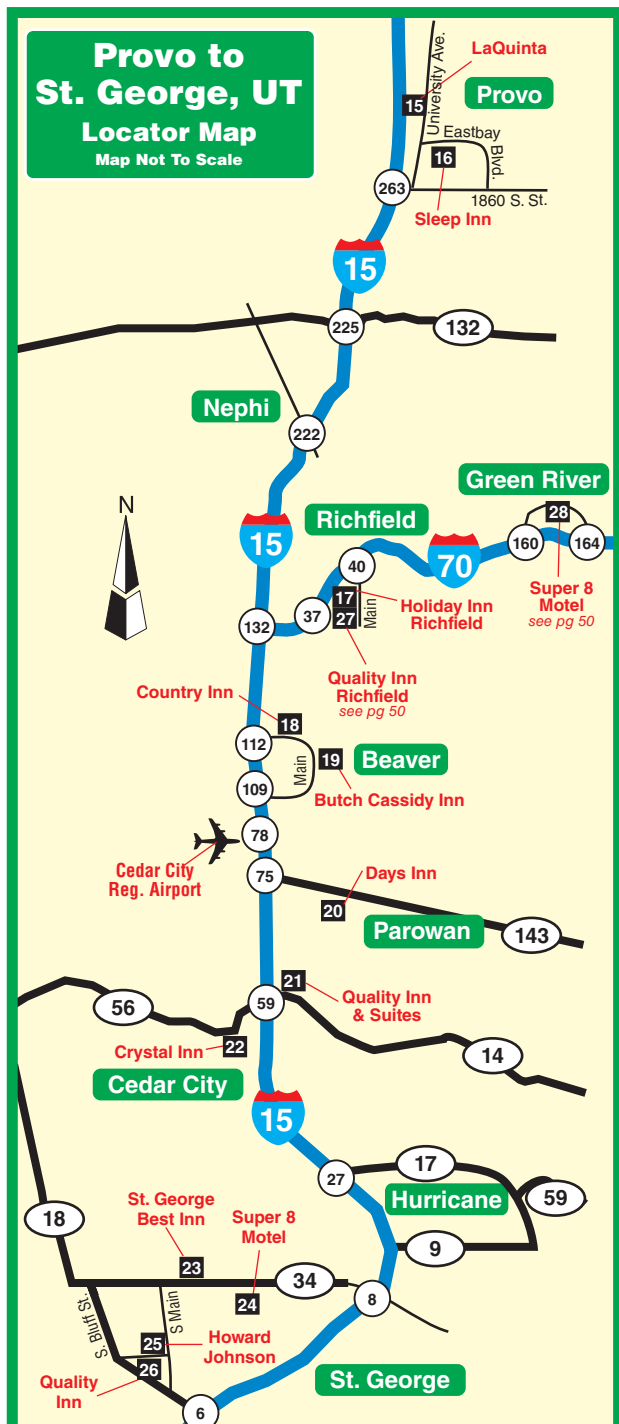 Provo to
St. George, UT
Locator Map
Map Not To Scale
LaQuinta
University Ave.
15
Provo
Eastbay
Blvd.
16
263
1860 S. St.
Sleep Inn
15
225
132
Nephi
222
N
Green River
28
Richfield
15
70
160
164
40
Super 8
Motel
see pg 50
17
Holiday Inn
Richfield
Main
37
27
132
Quality Inn
Richfield
see pg 50
Country Inn
18
112
Main
19
Beaver
109
Butch Cassidy Inn
78
Cedar City
Reg. Airport
75
Days Inn
20
Parowan
143
21
56
59
Quality Inn
& Suites
22
Crystal Inn
14
Cedar City
15
27
17
Hurricane
59
18
St. George
Best Inn
Super 8
Motel
9
23
34
24
8
S. Bluff St.
S Main
25
Howard
Johnson
26
Quality
Inn
St. George
6